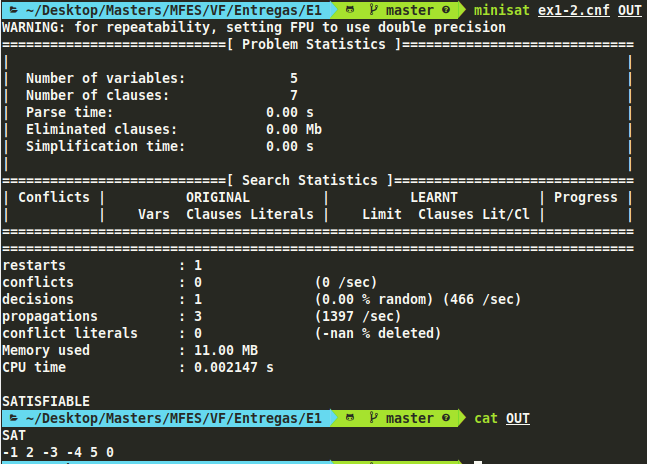 ~/Desktop/Masters/MFES/VF/Entregas/E1 master ? minisat ex1-2.cnf OUT
WARNING: for repeatability, setting FPU to use double precision
============================[ Problem Statistics ]=============================
|                                                                             |
|  Number of variables:             5                                         |
|  Number of clauses:               7                                         |
|  Parse time:                   0.00 s                                       |
|  Eliminated clauses:           0.00 Mb                                      |
|  Simplification time:          0.00 s                                       |
|                                                                             |
============================[ Search Statistics ]==============================
| Conflicts |          ORIGINAL         |          LEARNT          | Progress |
|           |    Vars  Clauses Literals |    Limit  Clauses Lit/Cl |          |
===============================================================================
===============================================================================
restarts              : 1
conflicts             : 0              (0 /sec)
decisions             : 1              (0.00 % random) (466 /sec)
propagations          : 3              (1397 /sec)
conflict literals     : 0              (-nan % deleted)
Memory used           : 11.00 MB
CPU time              : 0.002147 s
SATISFIABLE
~/Desktop/Masters/MFES/VF/Entregas/E1 master ? cat OUT
SAT
-1 2 -3 -4 5 0